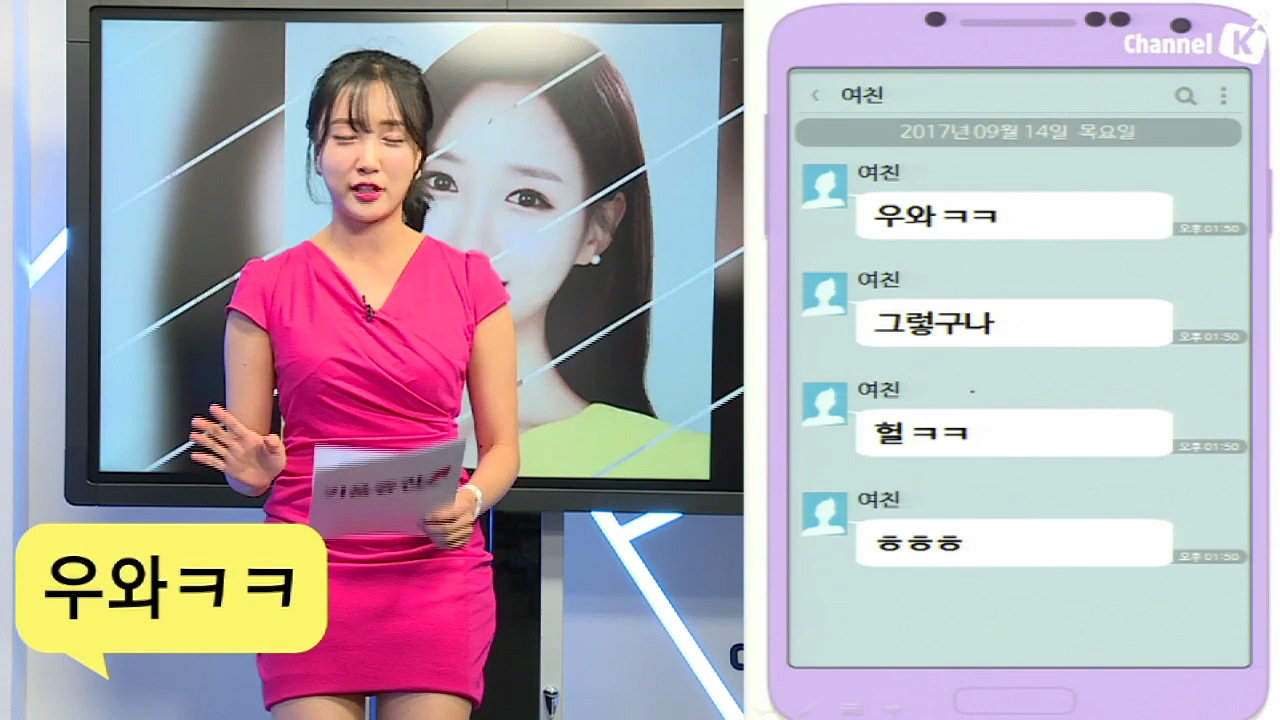 Channel K
여친
2017년 09월 14일 목요일
여친
우와 ㅋㅋ
오후 01:50
여친
그렇구나
오후 01:50
여친
헐 ㅋㅋ
오후 01:50
여친
ㅎㅎㅎ
오후 01:50
우와ㅋㅋ